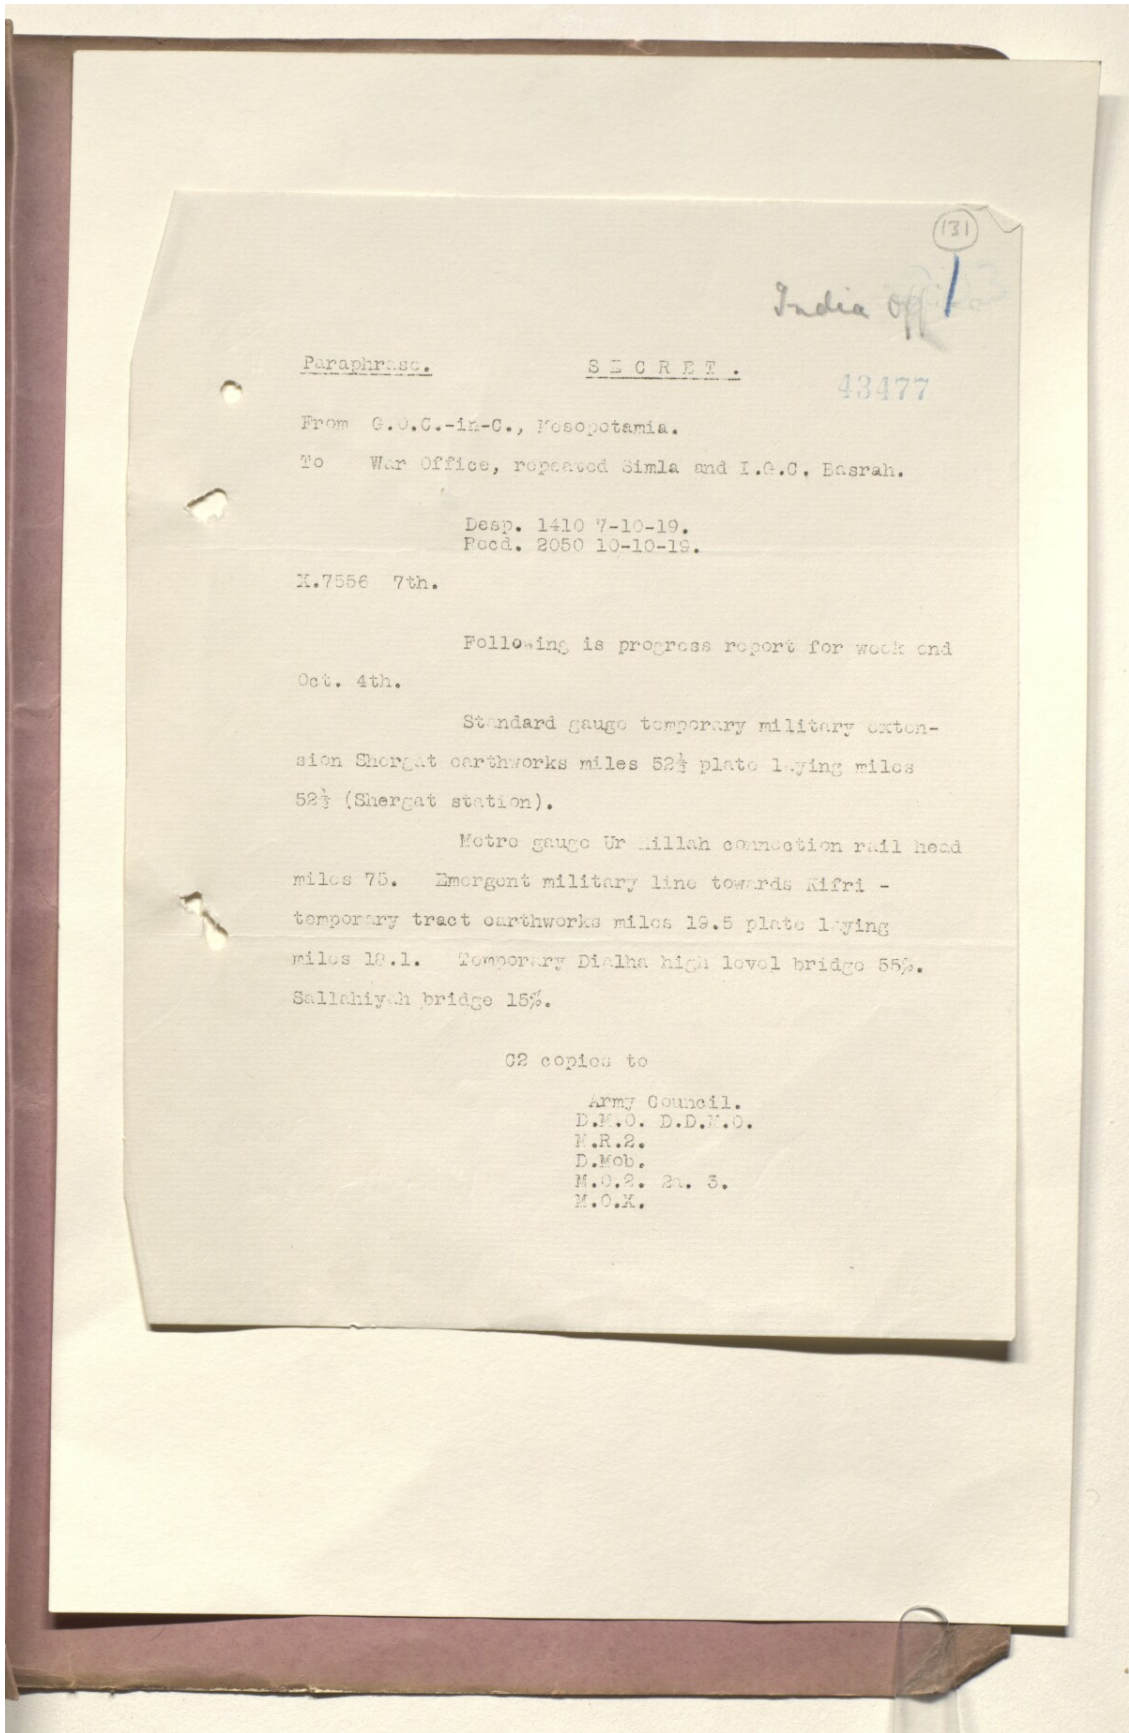 131
India Off
Paraphrase. SECRET.
43477
From G.O.C.-in-C., Mesopotamia.
To War Office, repeated Simla and I.G.C. Basrah.
Desp. 1410 7-10-19.
Recd. 2050 10-10-19.
X.7556 7th.
Following is progress report for week end
Oct. 4th.
Standard gauge temporary military exten-
sion Shergat earthworks miles 52½ plate laying miles
52½ (Shergat station).
Metre gauge Ur Hillah connection rail head
miles 75. Emergent military line towards Kifri -
temporary tract earthworks miles 19.5 plate laying
miles 18.1. Temporary Dialha high level bridge 55%.
Sallahiyah bridge 15%.
C2 copies to
Army Council.
D.M.O. D.D.M.O.
M.R.2.
D.Mob.
M.O.2. 2a. 3.
M.O.X.